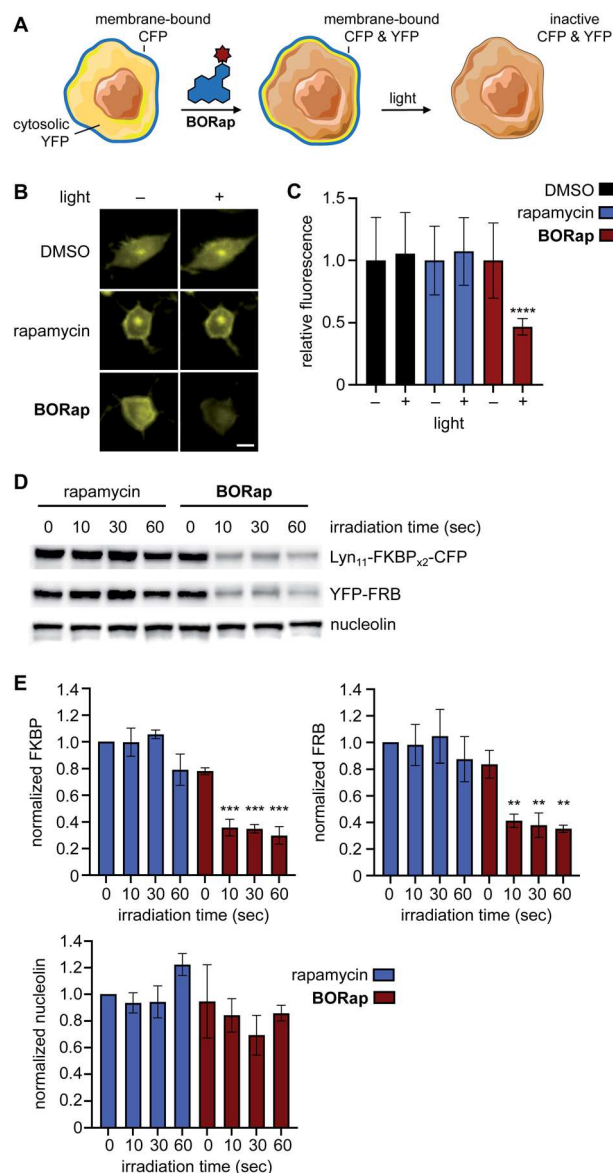 A
membrane-bound
CFP
cytosolic
YFP
BORap
membrane-bound
CFP & YFP
light
inactive
CFP & YFP
B
light – +
DMSO
rapamycin
BORap
C
DMSO
rapamycin
BORap
relative fluorescence
1.5
1.0
0.5
0
****
– + – + – +
light
D
rapamycin BORap
0 10 30 60 0 10 30 60 irradiation time (sec)
Lyn11-FKBPx2-CFP
YFP-FRB
nucleolin
E
normalized FKBP
1.4
1.2
1.0
0.8
0.6
0.4
0.2
0
*** *** ***
0 10 30 60 0 10 30 60
irradiation time (sec)
normalized FRB
1.4
1.2
1.0
0.8
0.6
0.4
0.2
0
** ** **
0 10 30 60 0 10 30 60
irradiation time (sec)
normalized nucleolin
1.4
1.2
1.0
0.8
0.6
0.4
0.2
0
0 10 30 60 0 10 30 60
irradiation time (sec)
rapamycin
BORap